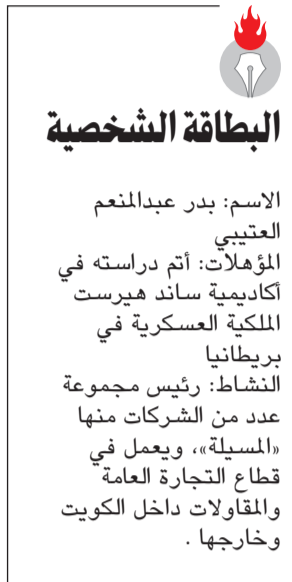 البطاقة الشخصية
الاسم: بدر عبدالمنعم
العتيبي
المؤهلات: أتم دراسته في
أكاديمية ساند هيرست
الملكية العسكرية في
بريطانيا
النشاط: رئيس مجموعة
عدد من الشركات منها
«المسيلة»، ويعمل في
قطاع التجارة العامة
والمقاولات داخل الكويت
وخارجها .